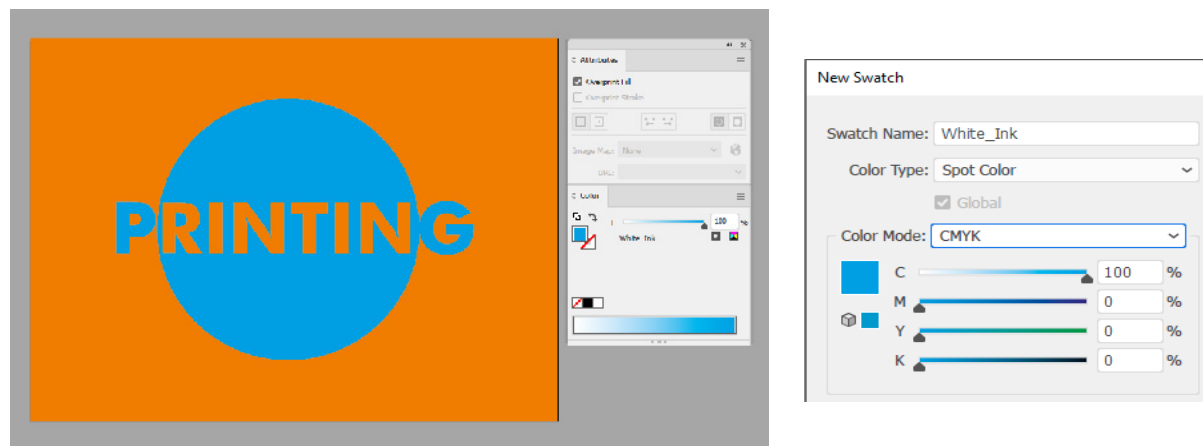 PRINTING
Attributes
Overprint Fill
Overprint Stroke
Image Map: None
URL:
Color
T
100 %
White_Ink
New Swatch
Swatch Name: White_Ink
Color Type: Spot Color
Global
Color Mode: CMYK
C 100 %
M 0 %
Y 0 %
K 0 %